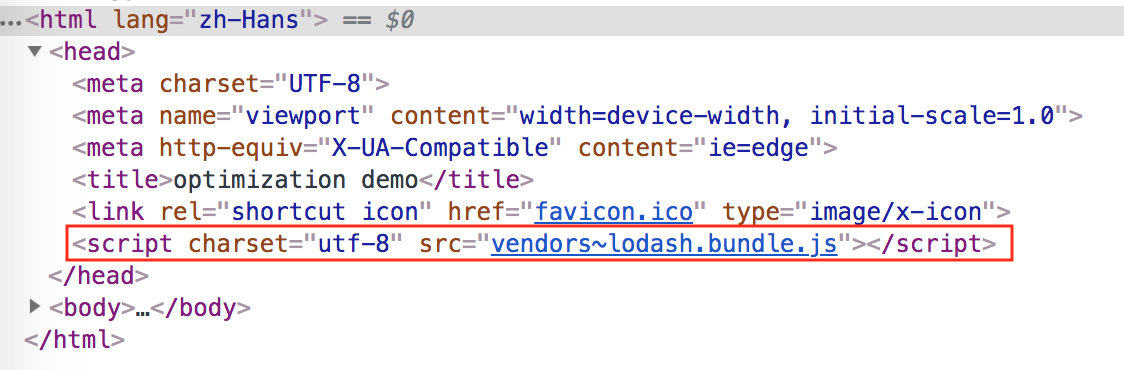 …<html lang="zh-Hans"> == $0
▼<head>
<meta charset="UTF-8">
<meta name="viewport" content="width=device-width, initial-scale=1.0">
<meta http-equiv="X-UA-Compatible" content="ie=edge">
<title>optimization demo</title>
<link rel="shortcut icon" href="favicon.ico" type="image/x-icon">
<script charset="utf-8" src="vendors~lodash.bundle.js"></script>
</head>
▶<body>…</body>
</html>